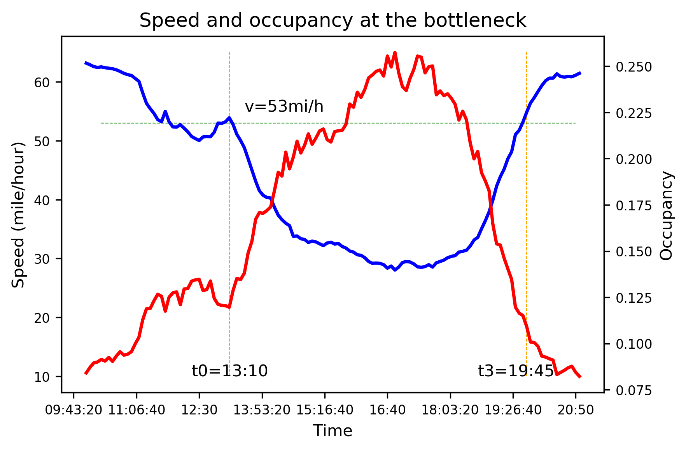 Speed and occupancy at the bottleneck
60
50
40
30
20
10
Speed (mile/hour)
v=53mi/h
t0=13:10
t3=19:45
0.250
0.225
0.200
0.175
0.150
0.125
0.100
0.075
Occupancy
09:43:20 11:06:40 12:30 13:53:20 15:16:40 16:40 18:03:20 19:26:40 20:50
Time